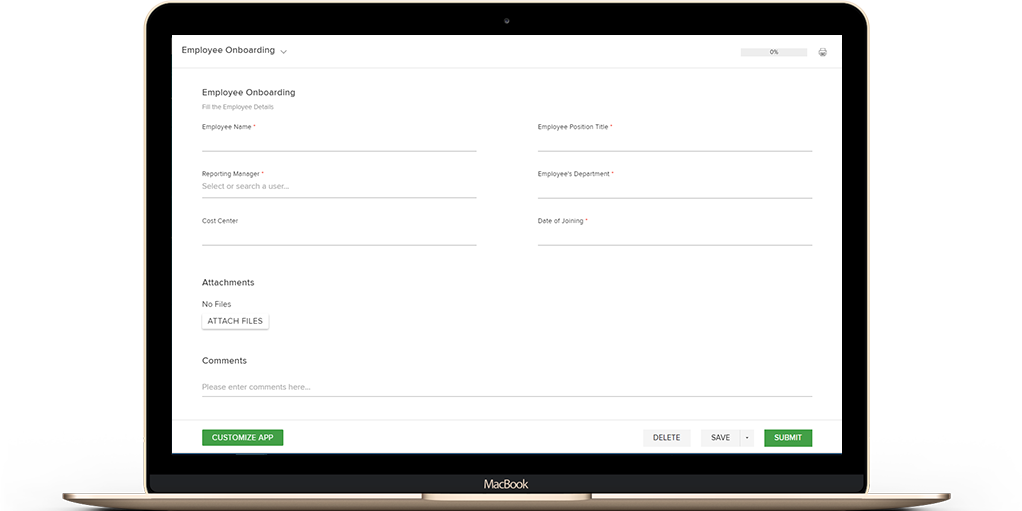 Employee Onboarding
0%
Employee Onboarding
Fill the Employee Details
Employee Name * Employee Position Title *
Reporting Manager * Employee's Department *
Select or search a user...
Cost Center Date of Joining *
Attachments
No Files
ATTACH FILES
Comments
Please enter comments here...
CUSTOMIZE APP DELETE SAVE SUBMIT
MacBook